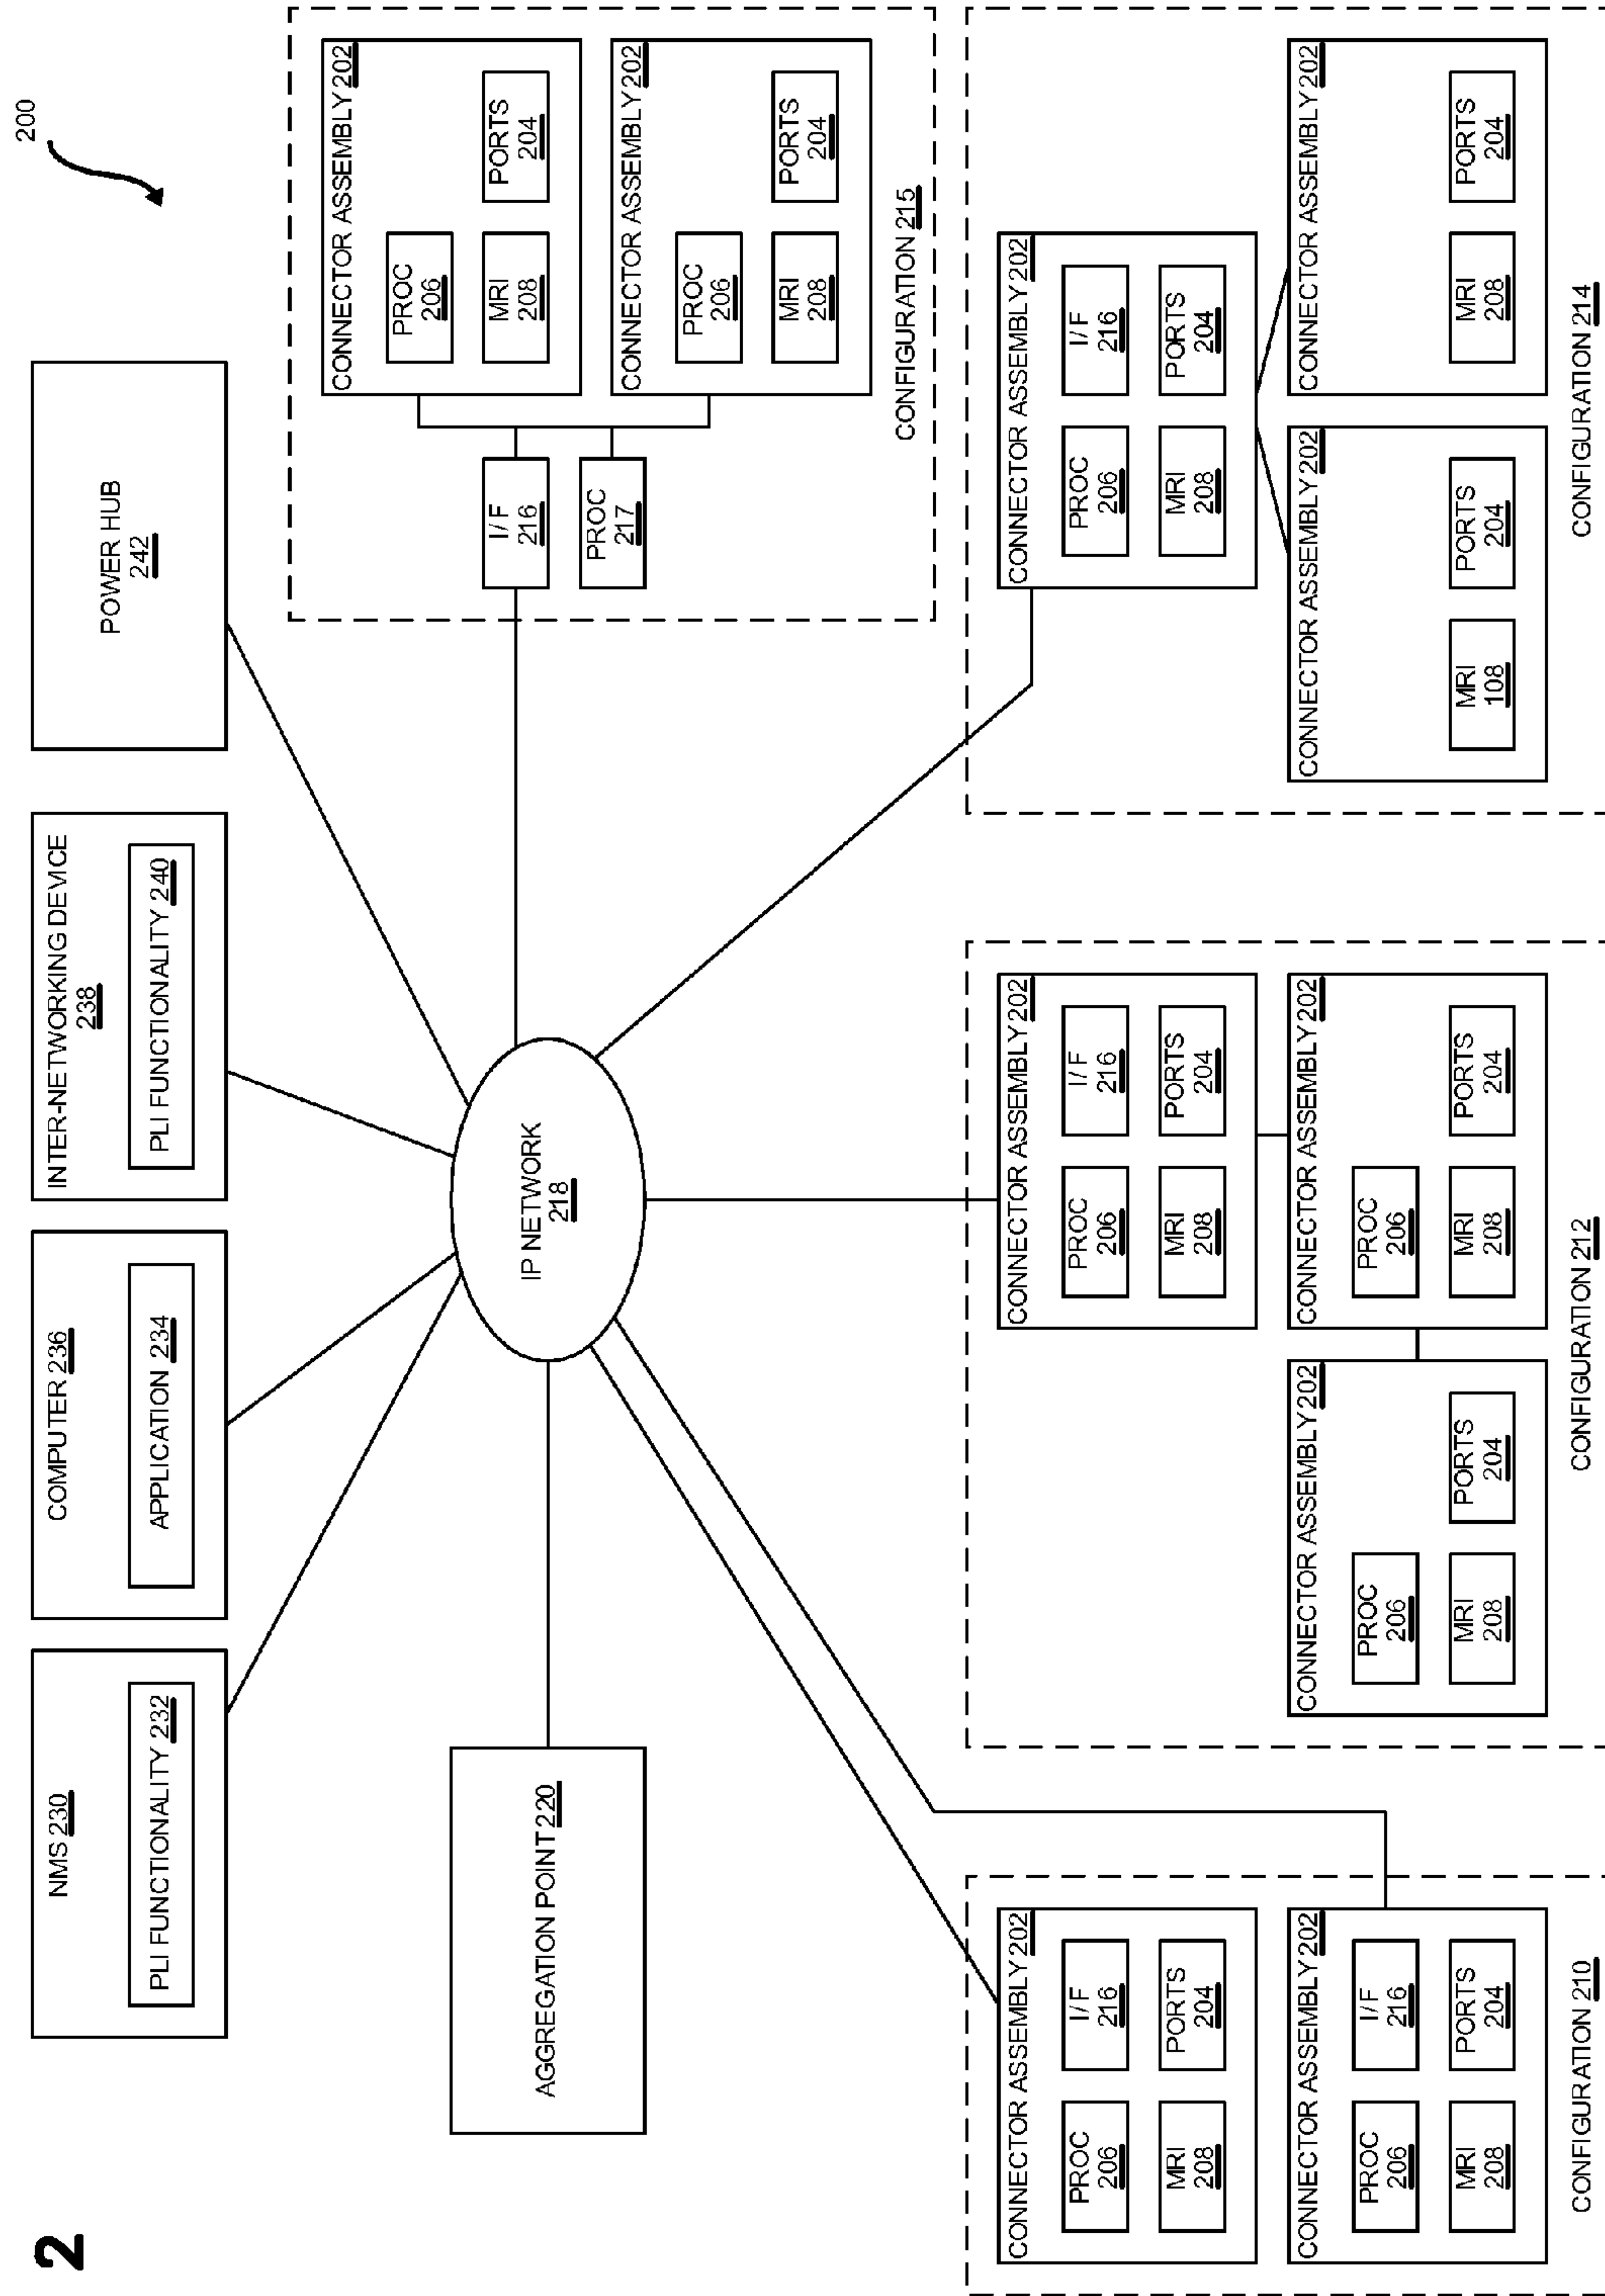 2
200
NMS 230
PLI FUNCTIONALITY 232
COMPUTER 236
APPLICATION 234
INTER-NETWORKING DEVICE
238
PLI FUNCTIONALITY 240
POWER HUB
242
AGGREGATION POINT 220
IP NETWORK
218
I/F
216
PROC
217
CONNECTOR ASSEMBLY 202
PROC
206
MRI
208
PORTS
204
CONNECTOR ASSEMBLY 202
PROC
206
MRI
208
PORTS
204
CONFIGURATION 215
CONNECTOR ASSEMBLY 202
PROC
206
I/F
216
MRI
208
PORTS
204
CONNECTOR ASSEMBLY 202
PROC
206
I/F
216
MRI
208
PORTS
204
CONFIGURATION 210
CONNECTOR ASSEMBLY 202
PROC
206
I/F
216
MRI
208
PORTS
204
CONNECTOR ASSEMBLY 202
PROC
206
MRI
208
PORTS
204
CONNECTOR ASSEMBLY 202
PROC
206
MRI
208
PORTS
204
CONFIGURATION 212
CONNECTOR ASSEMBLY 202
PROC
206
I/F
216
MRI
208
PORTS
204
CONNECTOR ASSEMBLY 202
MRI
108
PORTS
204
CONNECTOR ASSEMBLY 202
MRI
208
PORTS
204
CONFIGURATION 214